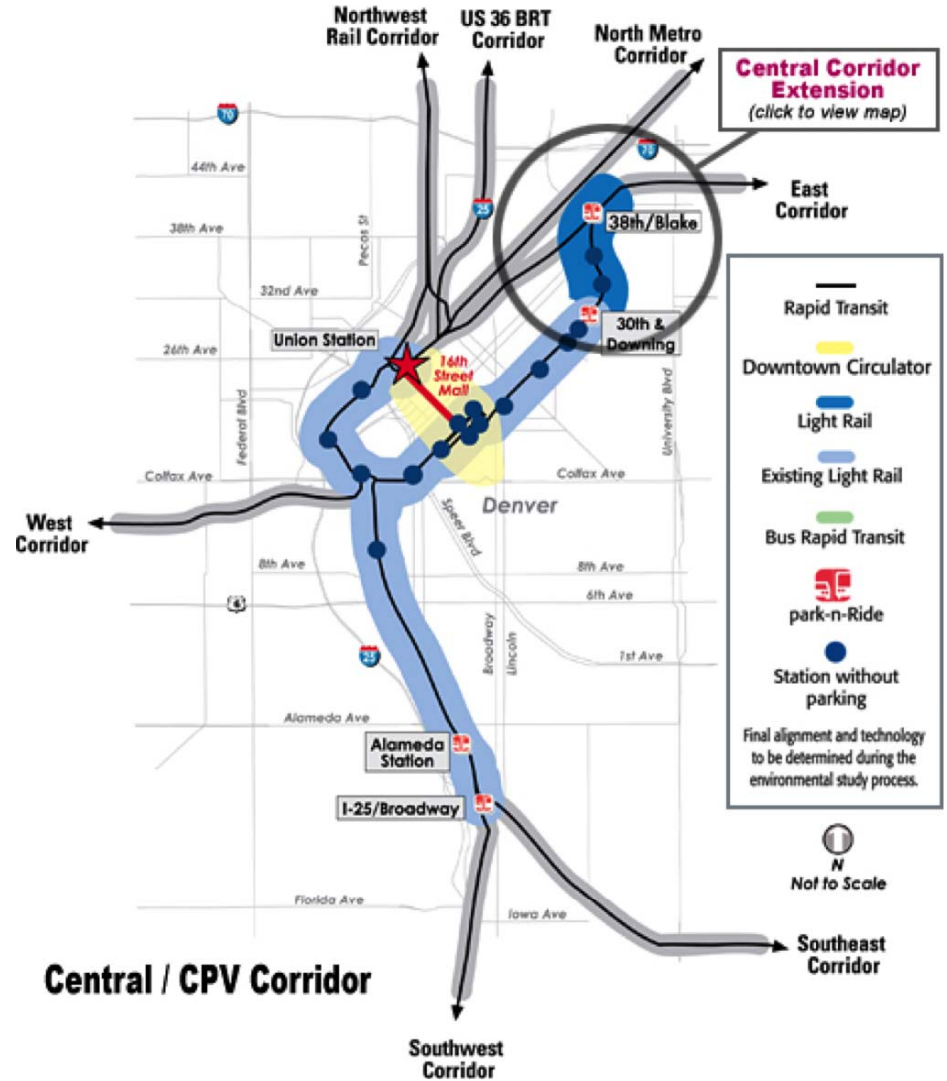 Northwest
Rail Corridor
US 36 BRT
Corridor
North Metro
Corridor
Central Corridor
Extension
(click to view map)
70
70
44th Ave
East
Corridor
25
38th/Blake
38th Ave
Pecos St
32nd Ave
Rapid Transit
Union Station
30th &
Downing
26th Ave
16th
Street
Mall
Downtown Circulator
Federal Blvd
University Blvd
Light Rail
Colfax Ave
Colfax Ave
Existing Light Rail
Denver
West
Corridor
Speer Blvd
Bus Rapid Transit
8th Ave
8th Ave
6
6th Ave
park-n-Ride
Broadway
Lincoln
25
1st Ave
Station without
parking
Alameda Ave
Alameda
Station
Final alignment and technology
to be determined during the
environmental study process.
I-25/Broadway
N
Not to Scale
Florida Ave
Iowa Ave
Southeast
Corridor
Central / CPV Corridor
Southwest
Corridor